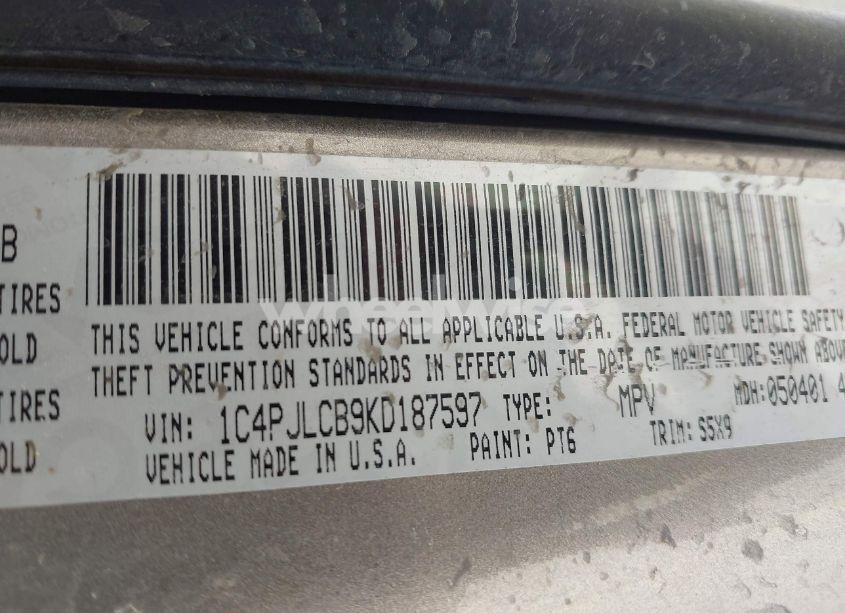 B
TIRES
OLD
TIRES
OLD
wheelwise
THIS VEHICLE CONFORMS TO ALL APPLICABLE U.S.A. FEDERAL MOTOR VEHICLE SAFETY
THEFT PREVENTION STANDARDS IN EFFECT ON THE DATE OF MANUFACTURE SHOWN ABOVE
VIN: 1C4PJLCB9KD187597 TYPE: MPV MDH:050401 4
VEHICLE MADE IN U.S.A. PAINT: PT6 TRIM: S5X9